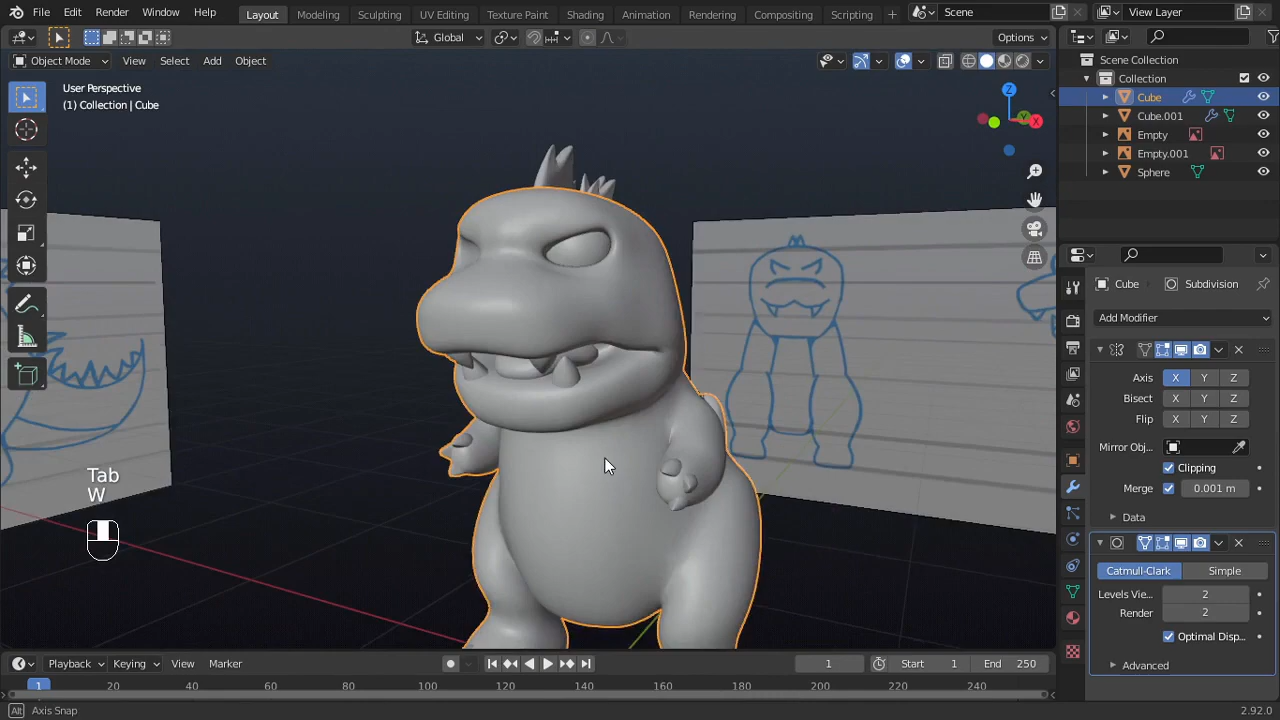 File Edit Render Window Help
Layout Modeling Sculpting UV Editing Texture Paint Shading Animation Rendering Compositing Scripting
Scene View Layer
Global Options
Object Mode View Select Add Object
User Perspective
(1) Collection | Cube
Z
Y
X
Scene Collection
Collection
Cube
Cube.001
Empty
Empty.001
Sphere
Cube Subdivision
Add Modifier
Axis X Y Z
Bisect X Y Z
Flip X Y Z
Mirror Obj...
Clipping
Merge 0.001 m
Data
Catmull-Clark Simple
Levels Vie... 2
Render 2
Optimal Disp...
Advanced
Tab
W
Playback Keying View Marker 1 Start 1 End 250
1 20 40 60 80 100 120 140 160 180 200 220 240
Alt Axis Snap 2.92.0